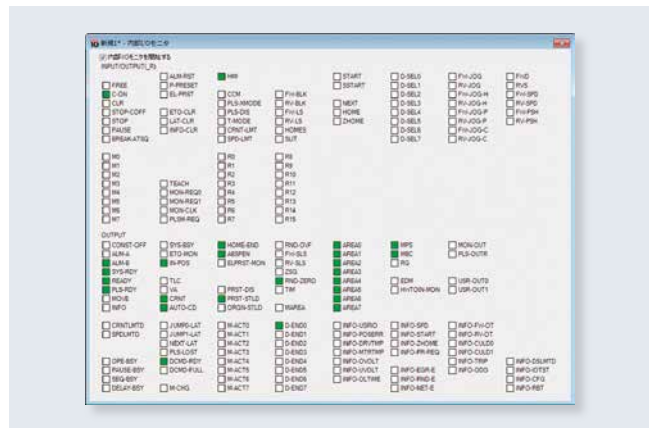 新規1* - 内部I/Oモニタ
内部I/Oモニタを開始する
INPUT/OUTPUT(_R)
ALM-RST HMI START D-SEL0 FW-JOG FWD
FREE P-PRESET SSTART D-SEL1 RV-JOG RVS
C-ON EL-PRST CCM FW-BLK D-SEL2 FW-JOG-H FW-SPD
CLR PLS-XMODE RV-BLK NEXT D-SEL3 RV-JOG-H RV-SPD
STOP-COFF ETO-CLR PLS-DIS FW-LS HOME D-SEL4 FW-JOG-P FW-PSH
STOP LAT-CLR T-MODE RV-LS ZHOME D-SEL5 RV-JOG-P RV-PSH
PAUSE INFO-CLR CRNT-LMT HOMES D-SEL6 FW-JOG-C
BREAK-ATSQ SPD-LMT SLIT D-SEL7 RV-JOG-C
M0 R0 R8
M1 R1 R9
M2 R2 R10
M3 TEACH R3 R11
M4 MON-REQ0 R4 R12
M5 MON-REQ1 R5 R13
M6 MON-CLK R6 R14
M7 PLSM-REQ R7 R15
OUTPUT
CONST-OFF SYS-BSY HOME-END RND-OVF AREA0 MPS MON-OUT
ALM-A ETO-MON ABSPEN FW-SLS AREA1 MBC PLS-OUTR
ALM-B IN-POS ELPRST-MON RV-SLS AREA2 RG
SYS-RDY ZSG AREA3
READY TLC RND-ZERO AREA4 EDM USR-OUT0
PLS-RDY VA PRST-DIS TIM AREA5 HWTOIN-MON USR-OUT1
MOVE CRNT PRST-STLD AREA6
INFO AUTO-CD ORGN-STLD MAREA AREA7
CRNTLMTD JUMP0-LAT M-ACT0 D-END0 INFO-USRIO INFO-SPD INFO-FW-OT
SPDLMTD JUMP1-LAT M-ACT1 D-END1 INFO-POSERR INFO-START INFO-RV-OT
NEXT-LAT M-ACT2 D-END2 INFO-DRVTMP INFO-ZHOME INFO-CULD0
PLS-LOST M-ACT3 D-END3 INFO-MTRTMP INFO-PR-REQ INFO-CULD1
OPE-BSY DCMD-RDY M-ACT4 D-END4 INFO-OVOLT INFO-TRIP INFO-DSLMTD
PAUSE-BSY DCMD-FULL M-ACT5 D-END5 INFO-UVOLT INFO-EGR-E INFO-ODO INFO-IOTST
SEQ-BSY M-ACT6 D-END6 INFO-OLTIME INFO-RND-E INFO-CFG
DELAY-BSY M-CHG M-ACT7 D-END7 INFO-NET-E INFO-RBT